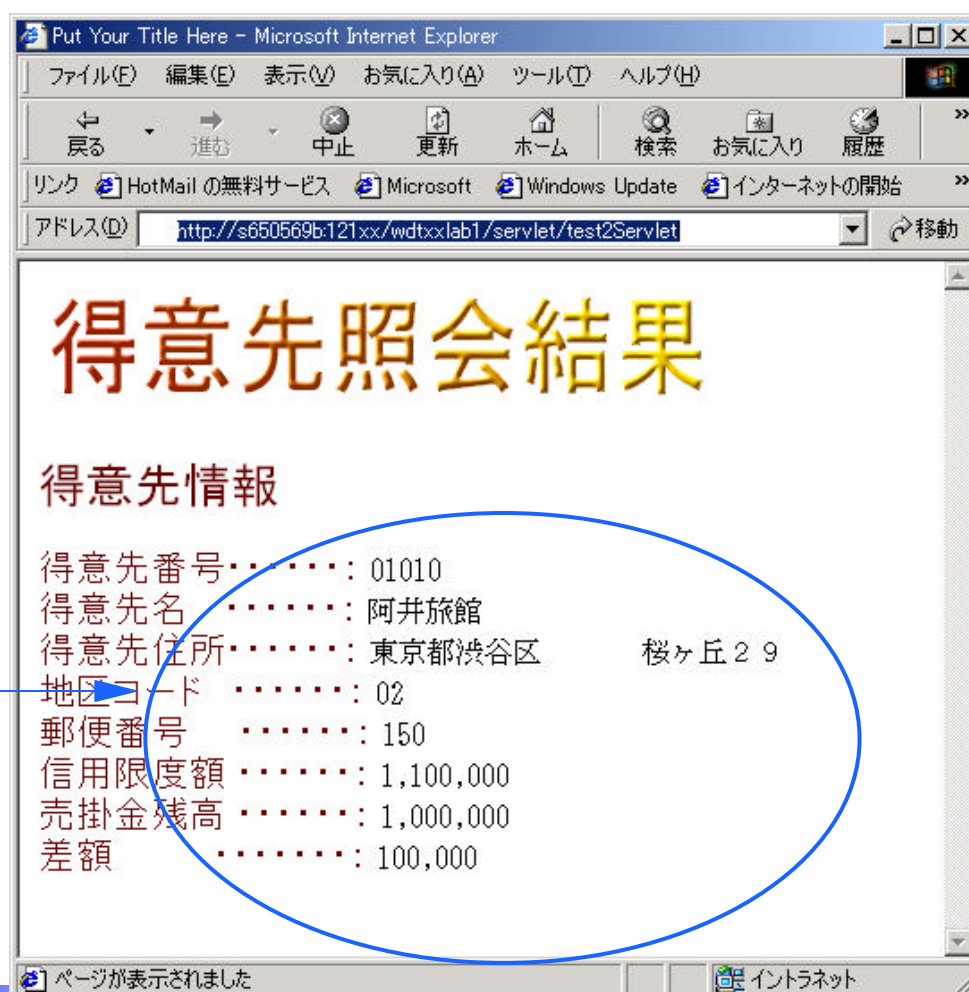 Put Your Title Here - Microsoft Internet Explorer
ファイル(F) 編集(E) 表示(V) お気に入り(A) ツール(T) ヘルプ(H)
戻る 進む 中止 更新 ホーム 検索 お気に入り 履歴 »
リンク HotMail の無料サービス Microsoft Windows Update インターネットの開始 »
アドレス(D) http://s650569b:121xx/wdtxxlab1/servlet/test2Servlet 移動
得意先照会結果
得意先情報
得意先番号・・・・・・: 01010
得意先名 ・・・・・・: 阿井旅館
得意先住所・・・・・・: 東京都渋谷区 桜ヶ丘29
地区コード ・・・・・・: 02
郵便番号 ・・・・・・: 150
信用限度額 ・・・・・・: 1,100,000
売掛金残高 ・・・・・・: 1,000,000
差額 ・・・・・・・: 100,000
ページが表示されました イントラネット